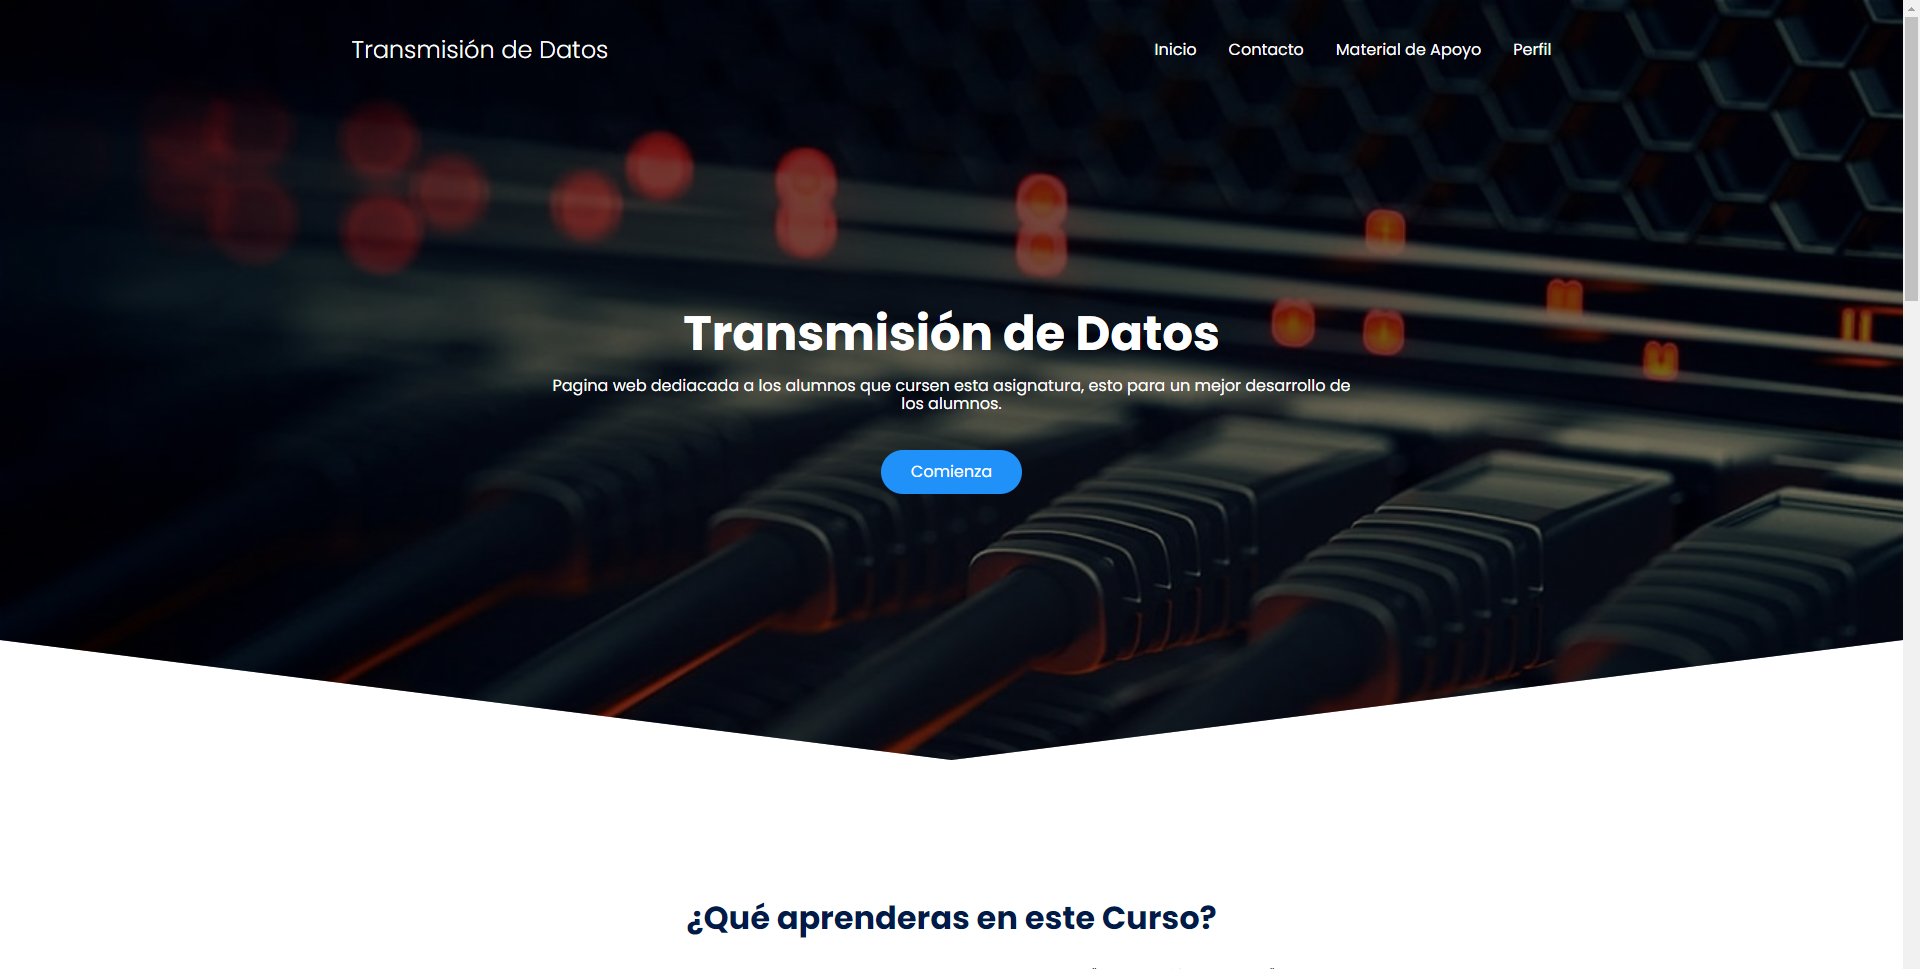 Transmisión de Datos
Inicio Contacto Material de Apoyo Perfil
Transmisión de Datos
Pagina web dediacada a los alumnos que cursen esta asignatura, esto para un mejor desarrollo de
los alumnos.
Comienza
¿Qué aprenderas en este Curso?